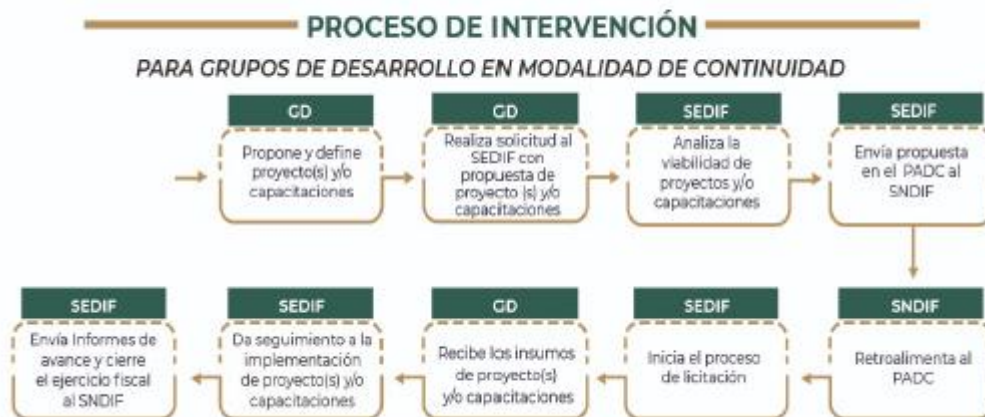 PROCESO DE INTERVENCIÓN
PARA GRUPOS DE DESARROLLO EN MODALIDAD DE CONTINUIDAD
GD
Propone y define
proyecto(s) y/o
capacitaciones
GD
Realiza solicitud al
SEDIF con
propuesta de
proyecto (s) y/o
capacitaciones
SEDIF
Analiza la
viabilidad de
proyectos y/o
capacitaciones
SEDIF
Envía propuesta
en el PADC al
SNDIF
SNDIF
Retroalimenta al
PADC
SEDIF
Inicia el proceso
de licitación
GD
Recibe los insumos
de proyecto(s)
y/o capacitaciones
SEDIF
Da seguimiento a la
implementación
de proyecto(s) y/o
capacitaciones
SEDIF
Envía Informes de
avance y cierre
el ejercicio fiscal
al SNDIF